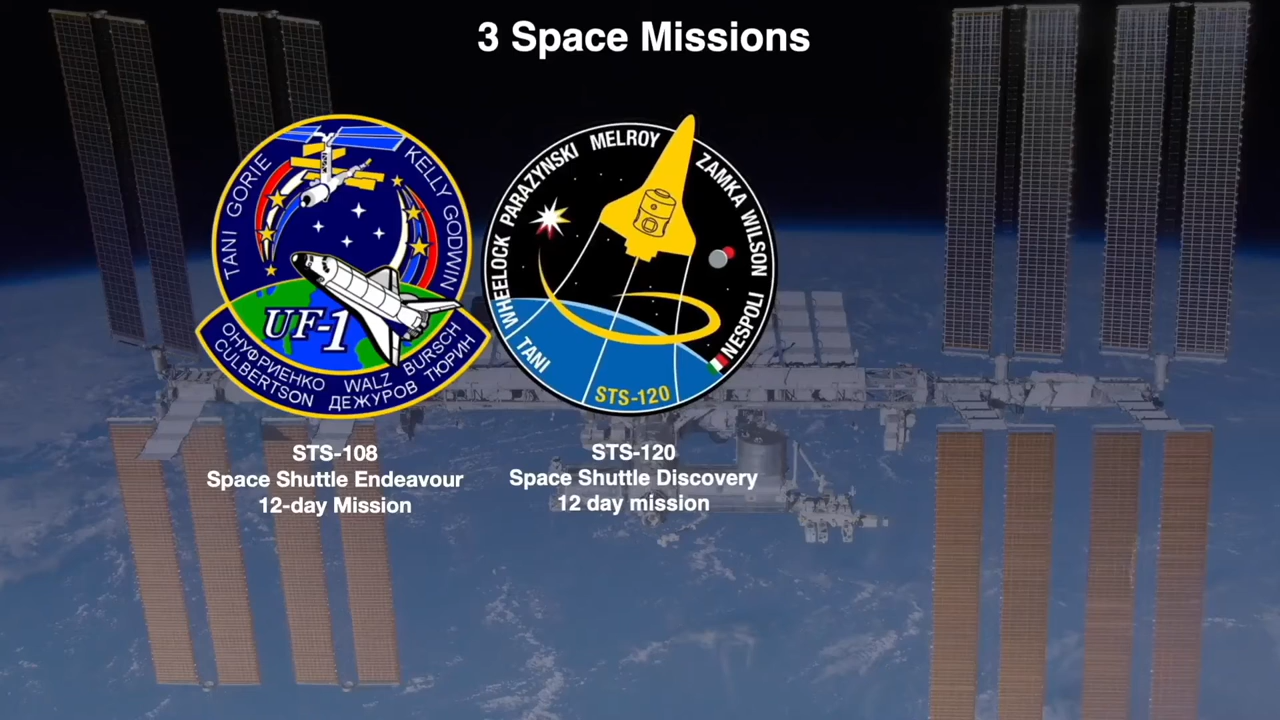 3 Space Missions
TANI GORIE
KELLY GODWIN
UF-1
ОНУФРИЕНКО WALZ BURSCH
CULBERTSON ДЕЖУРОВ ТЮРИН
STS-108
Space Shuttle Endeavour
12-day Mission
TANI WHEELOCK PARAZYNSKI MELROY ZAMKA WILSON NESPOLI
STS-120
STS-120
Space Shuttle Discovery
12 day mission